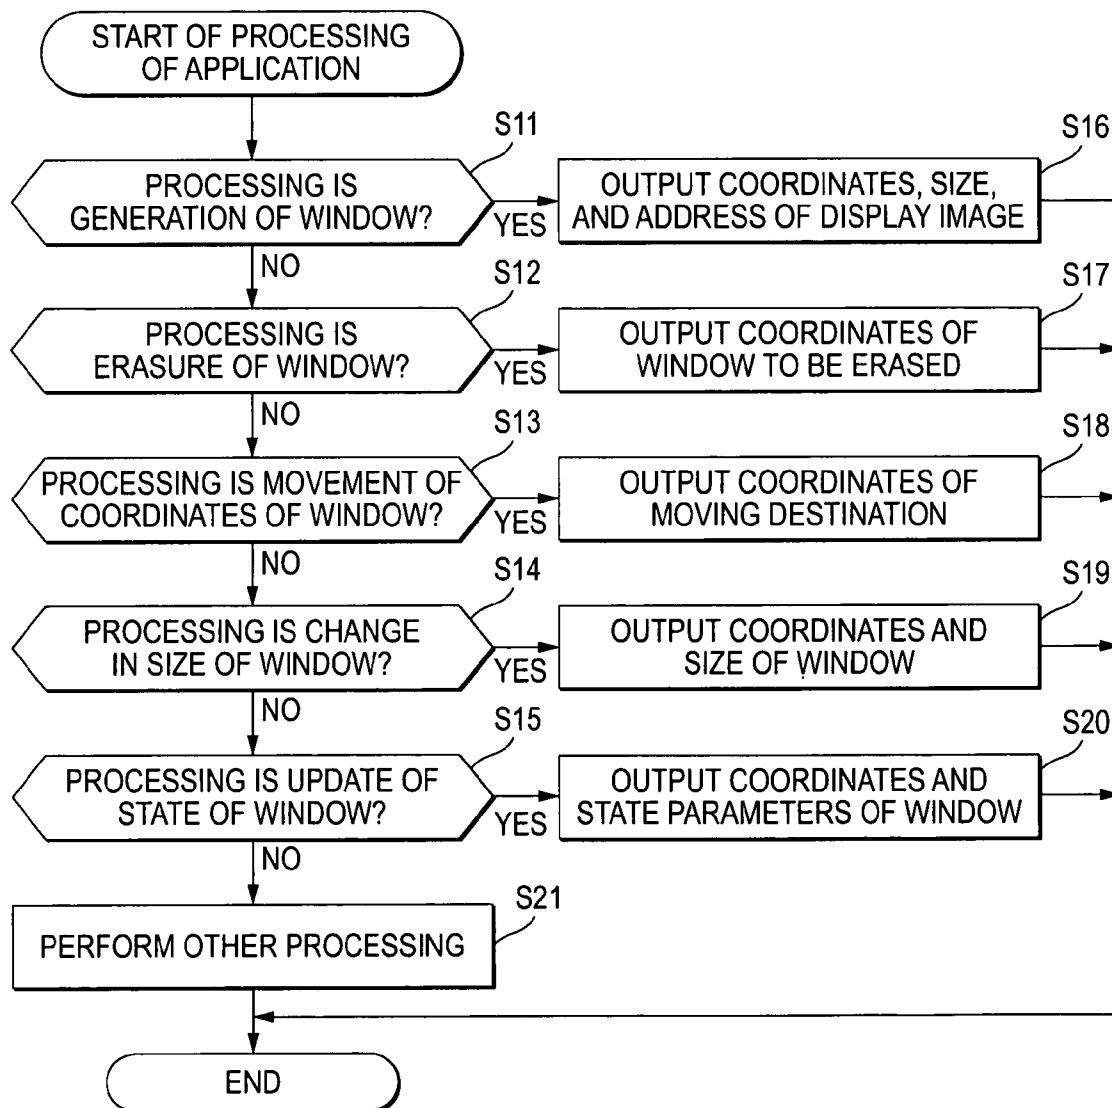 START OF PROCESSING
OF APPLICATION
S11
PROCESSING IS
GENERATION OF WINDOW?
YES
NO
S16
OUTPUT COORDINATES, SIZE,
AND ADDRESS OF DISPLAY IMAGE
S12
PROCESSING IS
ERASURE OF WINDOW?
YES
NO
S17
OUTPUT COORDINATES OF
WINDOW TO BE ERASED
S13
PROCESSING IS MOVEMENT OF
COORDINATES OF WINDOW?
YES
NO
S18
OUTPUT COORDINATES OF
MOVING DESTINATION
S14
PROCESSING IS CHANGE
IN SIZE OF WINDOW?
YES
NO
S19
OUTPUT COORDINATES AND
SIZE OF WINDOW
S15
PROCESSING IS UPDATE OF
STATE OF WINDOW?
YES
NO
S20
OUTPUT COORDINATES AND
STATE PARAMETERS OF WINDOW
S21
PERFORM OTHER PROCESSING
END